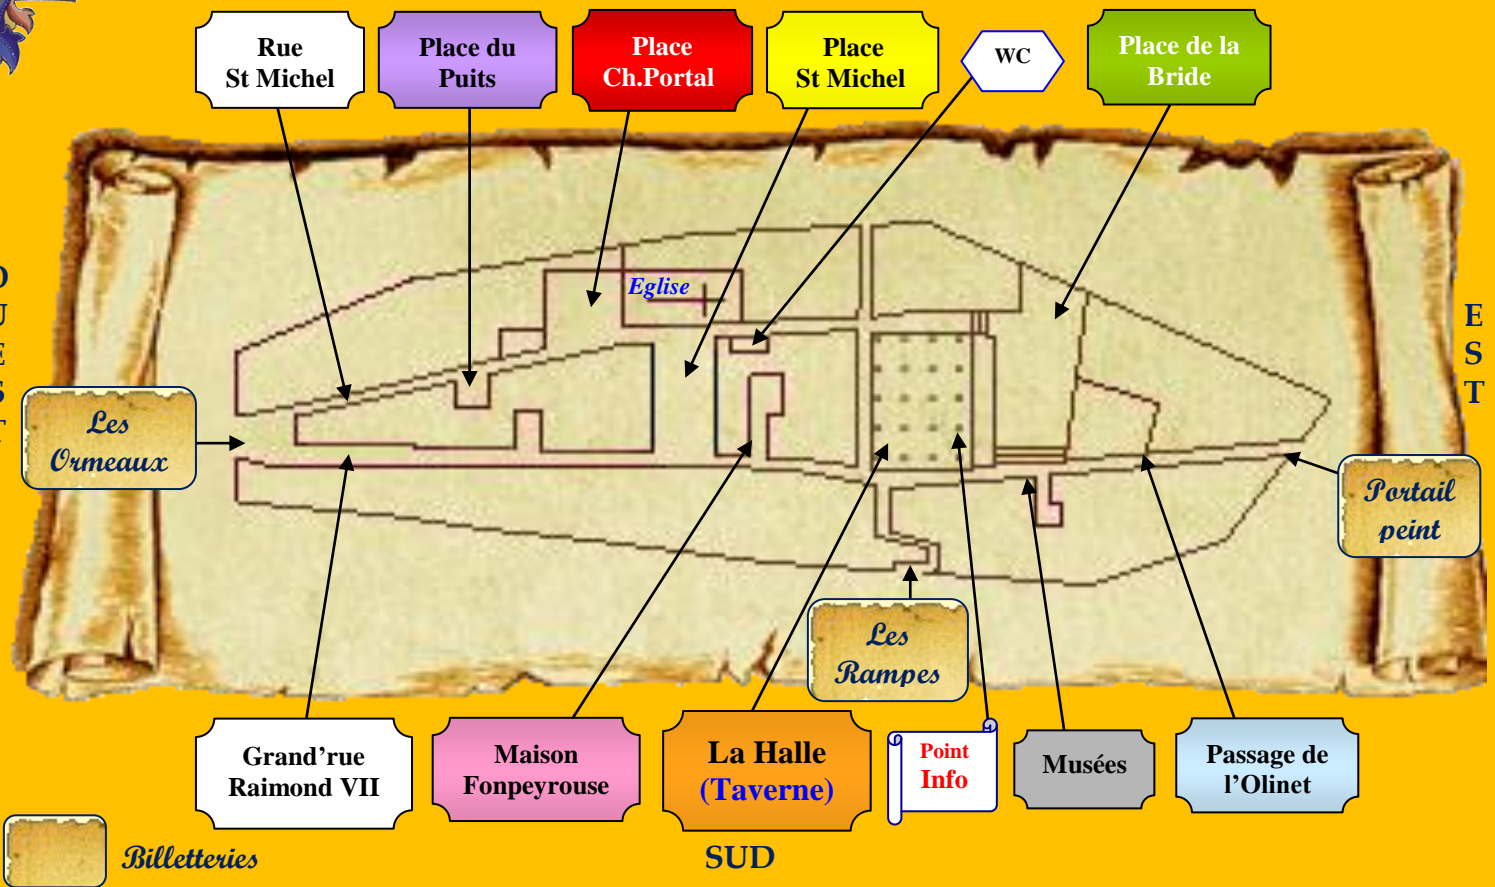 Rue
St Michel
Place du
Puits
Place
Ch.Portal
Place
St Michel
WC
Place de la
Bride
Eglise
E
S
T
Les
Ormeaux
Portail
peint
Les
Rampes
Grand'rue
Raimond VII
Maison
Fonpeyrouse
La Halle
(Taverne)
Point
Info
Musées
Passage de
l'Olinet
Billetteries
SUD